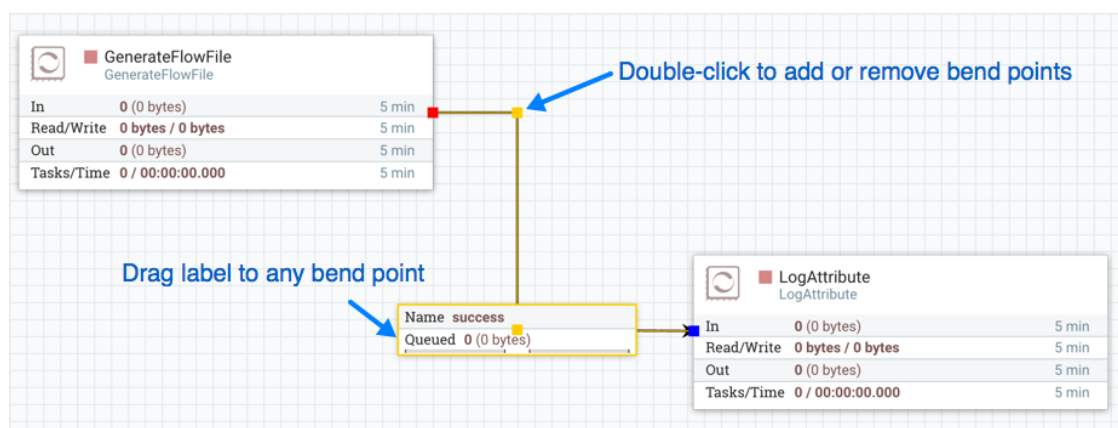 GenerateFlowFile
GenerateFlowFile
In 0 (0 bytes) 5 min
Read/Write 0 bytes / 0 bytes 5 min
Out 0 (0 bytes) 5 min
Tasks/Time 0 / 00:00:00.000 5 min
Double-click to add or remove bend points
Drag label to any bend point
Name success
Queued 0 (0 bytes)
LogAttribute
LogAttribute
In 0 (0 bytes) 5 min
Read/Write 0 bytes / 0 bytes 5 min
Out 0 (0 bytes) 5 min
Tasks/Time 0 / 00:00:00.000 5 min